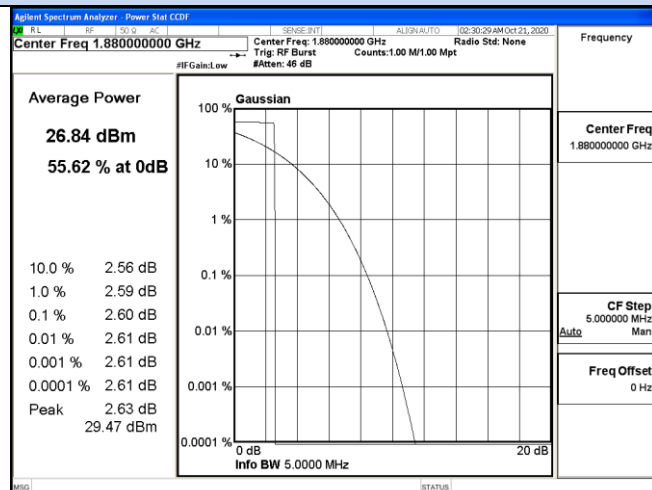 Agilent Spectrum Analyzer - Power Stat CCDF
RL RF 50 Ω AC SENSE:INT ALIGN AUTO 02:30:29 AM Oct 21, 2020
Center Freq 1.880000000 GHz
Center Freq: 1.880000000 GHz Radio Std: None
Trig: RF Burst Counts:1.00 M/1.00 Mpt
#IFGain:Low #Atten: 46 dB
Frequency
Average Power
26.84 dBm
55.62 % at 0dB
10.0 % 2.56 dB
1.0 % 2.59 dB
0.1 % 2.60 dB
0.01 % 2.61 dB
0.001 % 2.61 dB
0.0001 % 2.61 dB
Peak 2.63 dB
29.47 dBm
Gaussian
100 %
10 %
1 %
0.1 %
0.01 %
0.001 %
0.0001 %
0 dB 20 dB
Info BW 5.0000 MHz
Center Freq
1.880000000 GHz
CF Step
5.000000 MHz
Auto Man
Freq Offset
0 Hz
MSG STATUS